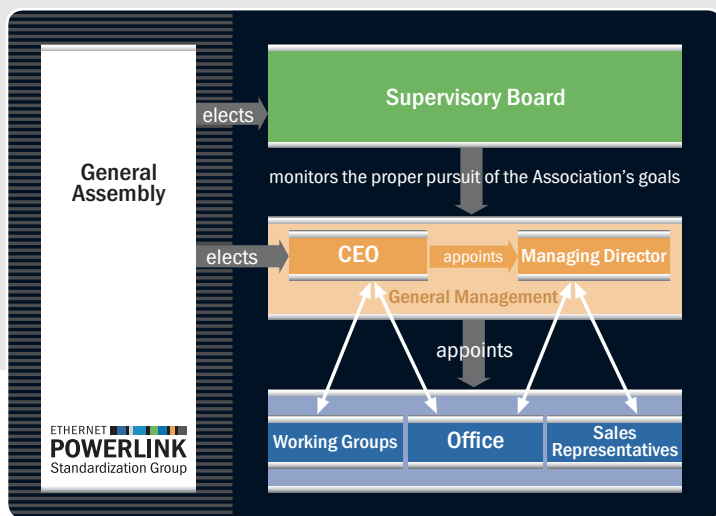 General
Assembly
ETHERNET
POWERLINK
Standardization Group
elects
Supervisory Board
monitors the proper pursuit of the Association's goals
elects
CEO
appoints
Managing Director
General Management
appoints
Working Groups
Office
Sales
Representatives